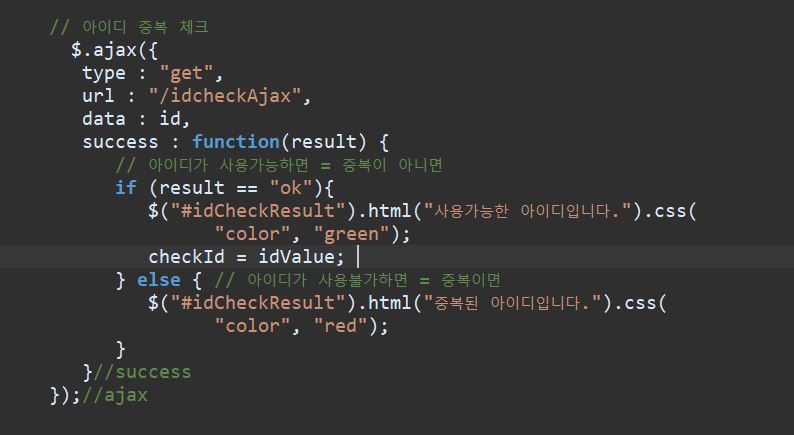 // 아이디 중복 체크
$.ajax({
type : "get",
url : "/idcheckAjax",
data : id,
success : function(result) {
// 아이디가 사용가능하면 = 중복이 아니면
if (result == "ok"){
$("#idCheckResult").html("사용가능한 아이디입니다.").css(
"color", "green");
checkId = idValue;
} else { // 아이디가 사용불가하면 = 중복이면
$("#idCheckResult").html("중복된 아이디입니다.").css(
"color", "red");
}
}//success
});//ajax